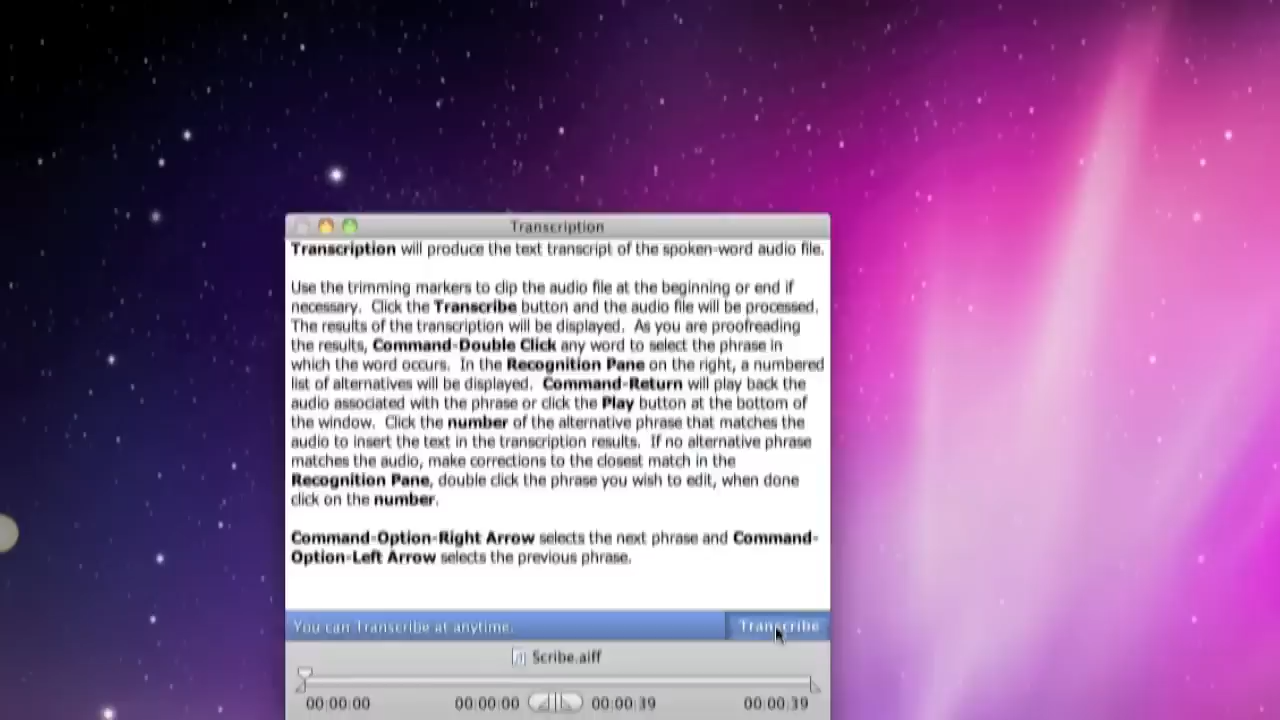 Transcription
Transcription will produce the text transcript of the spoken-word audio file.
Use the trimming markers to clip the audio file at the beginning or end if
necessary. Click the Transcribe button and the audio file will be processed.
The results of the transcription will be displayed. As you are proofreading
the results, Command-Double Click any word to select the phrase in
which the word occurs. In the Recognition Pane on the right, a numbered
list of alternatives will be displayed. Command-Return will play back the
audio associated with the phrase or click the Play button at the bottom of
the window. Click the number of the alternative phrase that matches the
audio to insert the text in the transcription results. If no alternative phrase
matches the audio, make corrections to the closest match in the
Recognition Pane, double click the phrase you wish to edit, when done
click on the number.
Command-Option-Right Arrow selects the next phrase and Command-
Option-Left Arrow selects the previous phrase.
You can Transcribe at anytime. Transcribe
Scribe.aiff
00:00:00 00:00:00 00:00:39 00:00:39